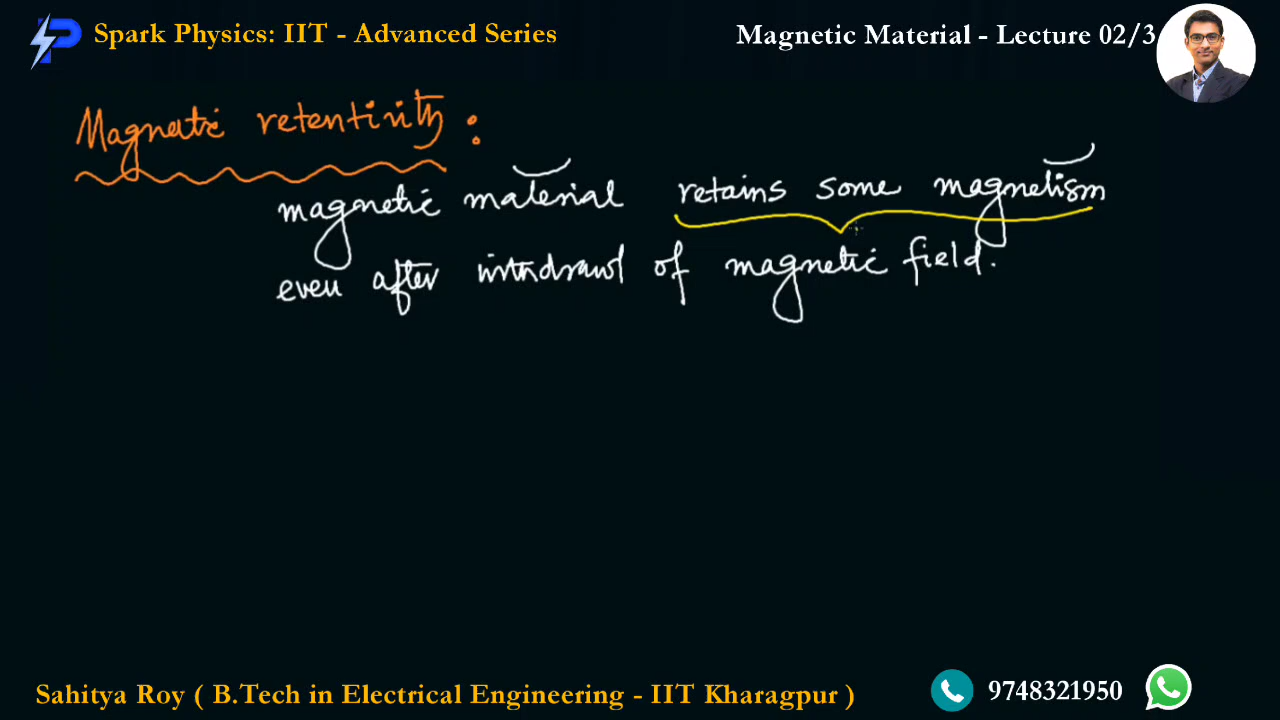 Spark Physics: IIT - Advanced Series
Magnetic Material - Lecture 02/3
Magnetic retentivity :
magnetic material retains some magnetism
even after withdrawl of magnetic field.
Sahitya Roy ( B.Tech in Electrical Engineering - IIT Kharagpur )
9748321950